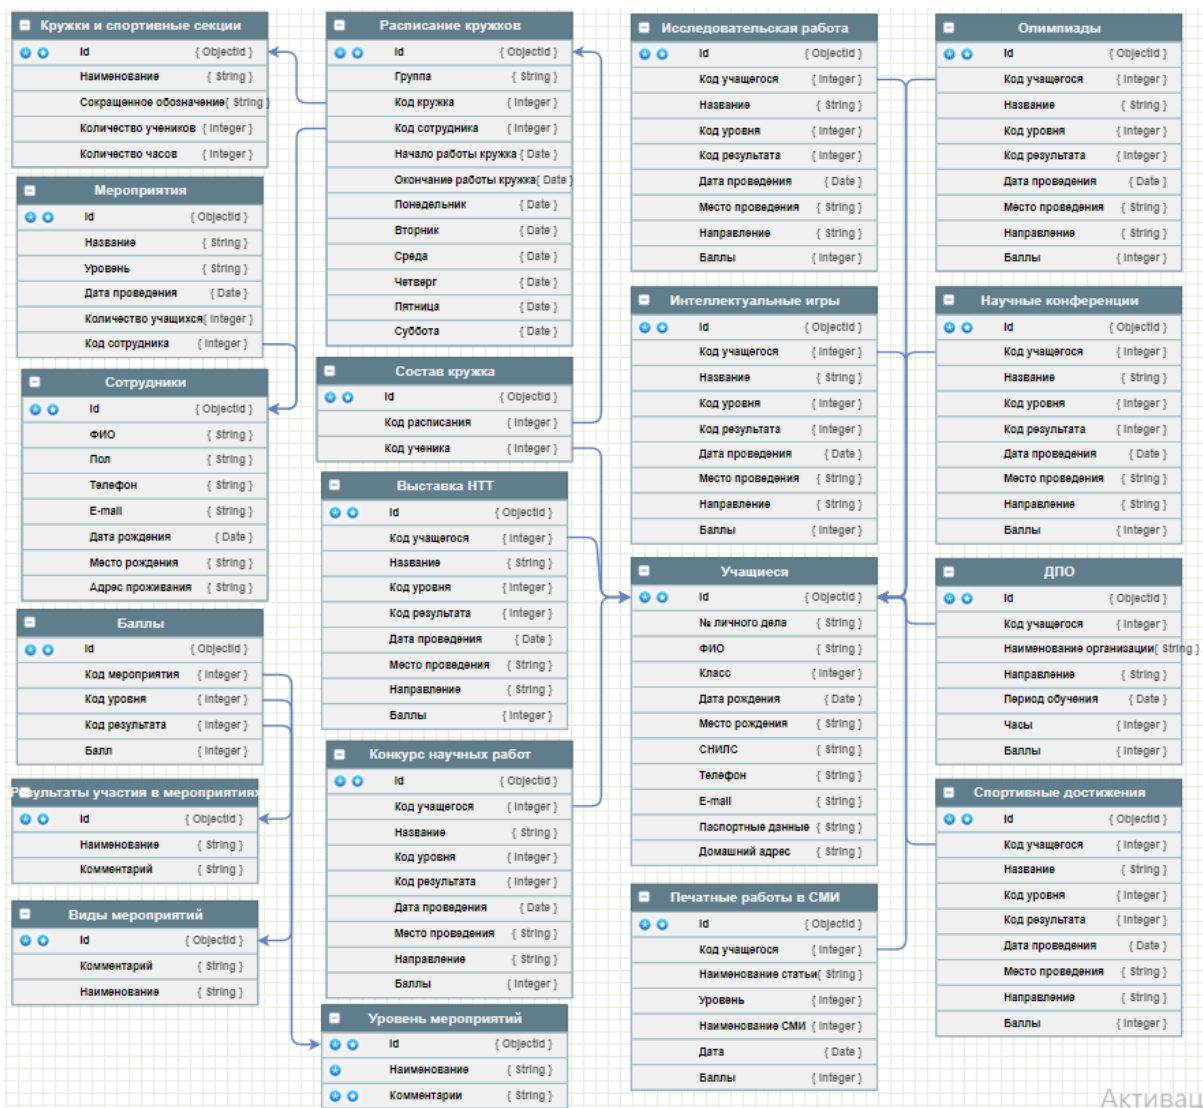 Кружки и спортивные секции
Id { ObjectId }
Наименование { String }
Сокращенное обозначение{ String }
Количество учеников { Integer }
Количество часов { Integer }
Мероприятия
Id { ObjectId }
Название { String }
Уровень { String }
Дата проведения { Date }
Количество учащихся{ Integer }
Код сотрудника { Integer }
Сотрудники
Id { ObjectId }
ФИО { String }
Пол { String }
Телефон { String }
E-mail { String }
Дата рождения { Date }
Место рождения { String }
Адрес проживания { String }
Баллы
Id { ObjectId }
Код мероприятия { Integer }
Код уровня { Integer }
Код результата { Integer }
Балл { Integer }
Результаты участия в мероприятиях
Id { ObjectId }
Наименование { String }
Комментарий { String }
Виды мероприятий
Id { ObjectId }
Комментарий { String }
Наименование { String }
Расписание кружков
Id { ObjectId }
Группа { String }
Код кружка { Integer }
Код сотрудника { Integer }
Начало работы кружка { Date }
Окончание работы кружка{ Date }
Понедельник { Date }
Вторник { Date }
Среда { Date }
Четверг { Date }
Пятница { Date }
Суббота { Date }
Состав кружка
Id { ObjectId }
Код расписания { Integer }
Код ученика { Integer }
Выставка НТТ
Id { ObjectId }
Код учащегося { Integer }
Название { String }
Код уровня { Integer }
Код результата { Integer }
Дата проведения { Date }
Место проведения { String }
Направление { String }
Баллы { Integer }
Конкурс научных работ
Id { ObjectId }
Код учащегося { Integer }
Название { String }
Код уровня { Integer }
Код результата { Integer }
Дата проведения { Date }
Место проведения { String }
Направление { String }
Баллы { Integer }
Уровень мероприятий
Id { ObjectId }
Наименование { String }
Комментарии { String }
Исследовательская работа
Id { ObjectId }
Код учащегося { Integer }
Название { String }
Код уровня { Integer }
Код результата { Integer }
Дата проведения { Date }
Место проведения { String }
Направление { String }
Баллы { Integer }
Интеллектуальные игры
Id { ObjectId }
Код учащегося { Integer }
Название { String }
Код уровня { Integer }
Код результата { Integer }
Дата проведения { Date }
Место проведения { String }
Направление { String }
Баллы { Integer }
Учащиеся
Id { ObjectId }
№ личного дела { String }
ФИО { String }
Класс { Integer }
Дата рождения { Date }
Место рождения { String }
СНИЛС { String }
Телефон { String }
E-mail { String }
Паспортные данные { String }
Домашний адрес { String }
Печатные работы в СМИ
Id { ObjectId }
Код учащегося { Integer }
Наименование статьи{ String }
Уровень { Integer }
Наименование СМИ { Integer }
Дата { Date }
Баллы { Integer }
Олимпиады
Id { ObjectId }
Код учащегося { Integer }
Название { String }
Код уровня { Integer }
Код результата { Integer }
Дата проведения { Date }
Место проведения { String }
Направление { String }
Баллы { Integer }
Научные конференции
Id { ObjectId }
Код учащегося { Integer }
Название { String }
Код уровня { Integer }
Код результата { Integer }
Дата проведения { Date }
Место проведения { String }
Направление { String }
Баллы { Integer }
ДПО
Id { ObjectId }
Код учащегося { Integer }
Наименование организации{ String }
Направление { String }
Период обучения { Date }
Часы { Integer }
Баллы { Integer }
Спортивные достижения
Id { ObjectId }
Код учащегося { Integer }
Название { String }
Код уровня { Integer }
Код результата { Integer }
Дата проведения { Date }
Место проведения { String }
Направление { String }
Баллы { Integer }
Активац